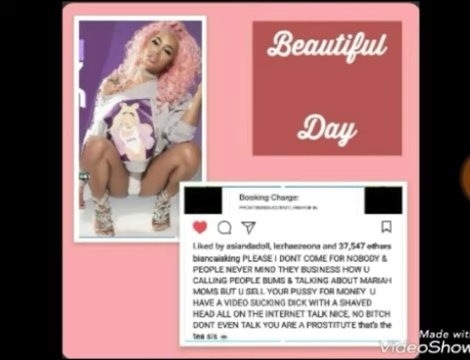 Beautiful
Day
Booking Charge:
Liked by asiandadoll, lezhaezeona and 37,547 others
biancaisking PLEASE I DONT COME FOR NOBODY &
PEOPLE NEVER MIND THEY BUSINESS HOW U
CALLING PEOPLE BUMS & TALKING ABOUT MARIAH
MOMS BUT U SELL YOUR PUSSY FOR MONEY U
HAVE A VIDEO SUCKING DICK WITH A SHAVED
HEAD ALL ON THE INTERNET TALK NICE, NO BITCH
DONT EVEN TALK YOU ARE A PROSTITUTE that's the
tea sis
Made with
VideoShow